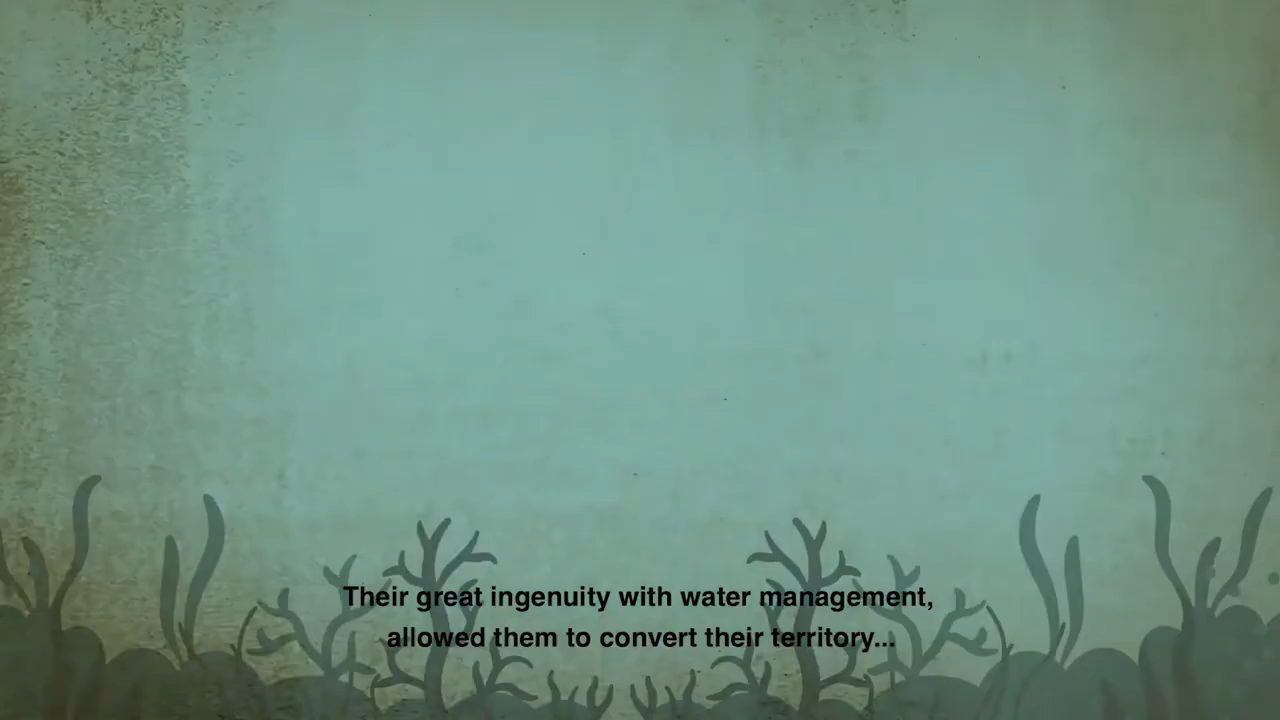 Their great ingenuity with water management,
allowed them to convert their territory...